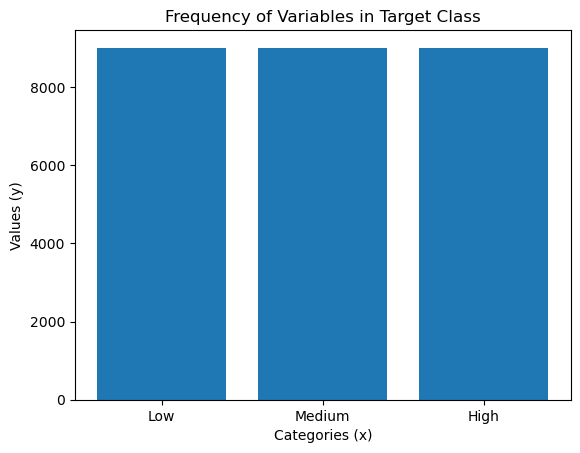 Frequency of Variables in Target Class
Values (y)
8000
6000
4000
2000
0
Low Medium High
Categories (x)